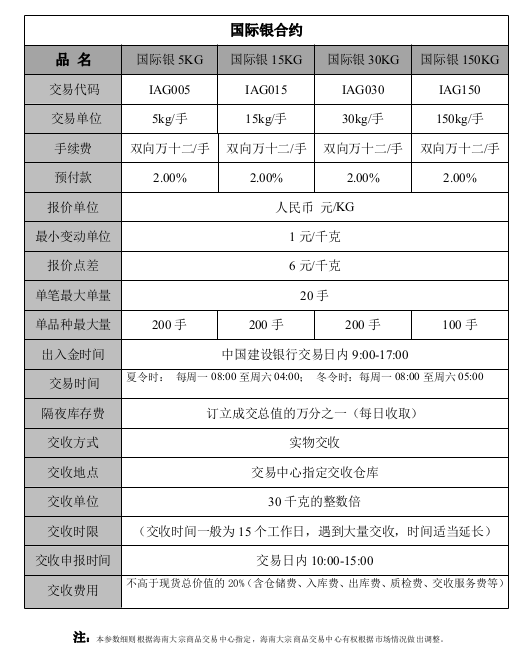 国际银合约
品 名 国际银 5KG 国际银 15KG 国际银 30KG 国际银 150KG
交易代码 IAG005 IAG015 IAG030 IAG150
交易单位 5kg/手 15kg/手 30kg/手 150kg/手
手续费 双向万十二/手 双向万十二/手 双向万十二/手 双向万十二/手
预付款 2.00% 2.00% 2.00% 2.00%
报价单位 人民币 元/KG
最小变动单位 1 元/千克
报价点差 6 元/千克
单笔最大单量 20 手
单品种最大量 200 手 200 手 200 手 100 手
出入金时间 中国建设银行交易日内 9:00-17:00
交易时间 夏令时： 每周一 08:00 至周六 04:00； 冬令时：每周一 08:00 至周六 05:00
隔夜库存费 订立成交总值的万分之一（每日收取）
交收方式 实物交收
交收地点 交易中心指定交收仓库
交收单位 30 千克的整数倍
交收时限 （交收时间一般为 15 个工作日，遇到大量交收，时间适当延长）
交收申报时间 交易日内 10:00-15:00
交收费用 不高于现货总价值的 20%（含仓储费、入库费、出库费、质检费、交收服务费等）
注：本参数细则根据海南大宗商品交易中心指定，海南大宗商品交易中心有权根据市场情况做出调整。